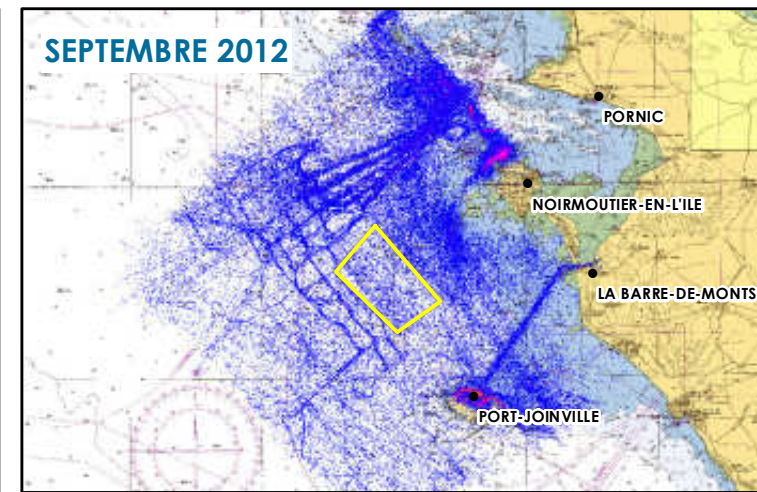 SEPTEMBRE 2012
PORNIC
NOIRMOUTIER-EN-L'ILE
LA BARRE-DE-MONTS
PORT-JOINVILLE